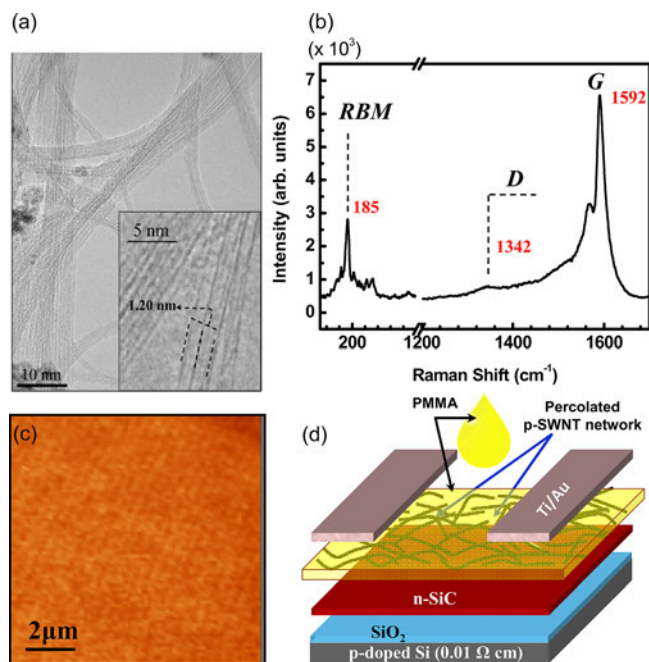 (a)
5 nm
1.20 nm
10 nm
(b)
(x 10³)
Intensity (arb. units)
7
6
5
4
3
2
1
0
RBM
185
D
1342
G
1592
200
1200
1400
1600
Raman Shift (cm⁻¹)
(c)
2μm
(d)
PMMA
Percolated
p-SWNT network
Ti/Au
n-SiC
SiO₂
p-doped Si (0.01 Ω cm)